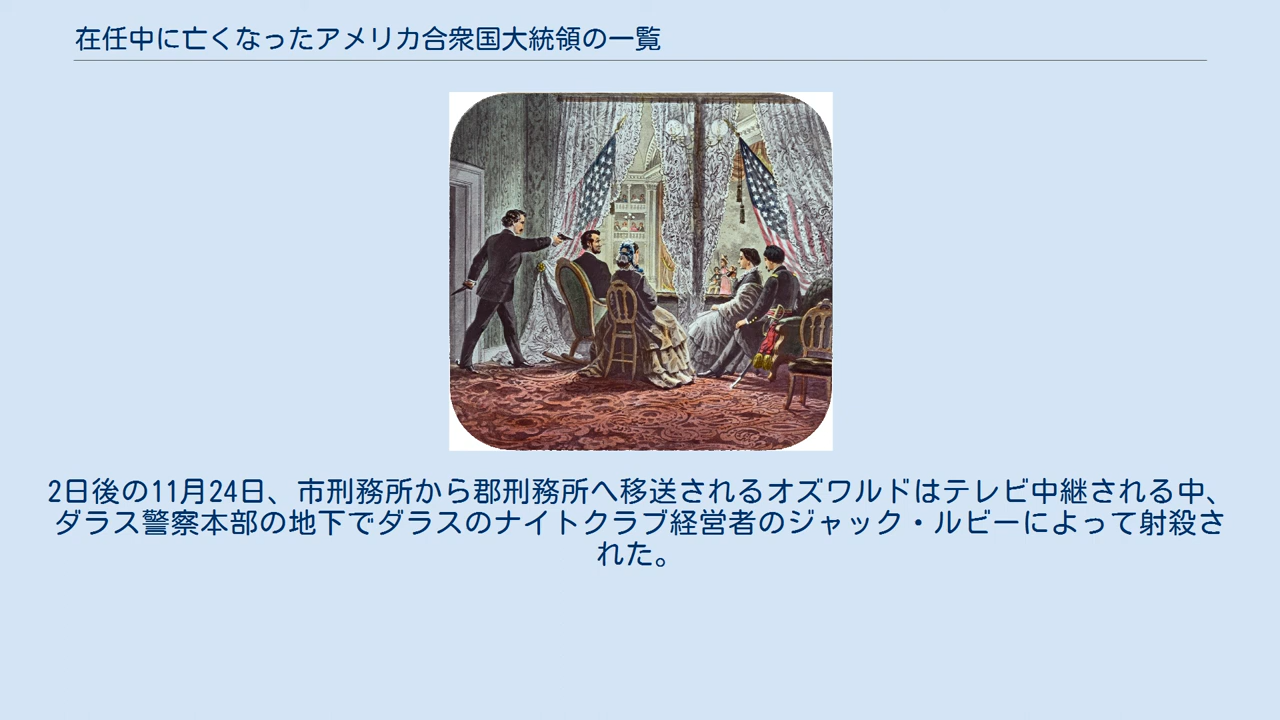 在任中に亡くなったアメリカ合衆国大統領の一覧
2日後の11月24日、市刑務所から郡刑務所へ移送されるオズワルドはテレビ中継される中、
ダラス警察本部の地下でダラスのナイトクラブ経営者のジャック・ルビーによって射殺さ
れた。